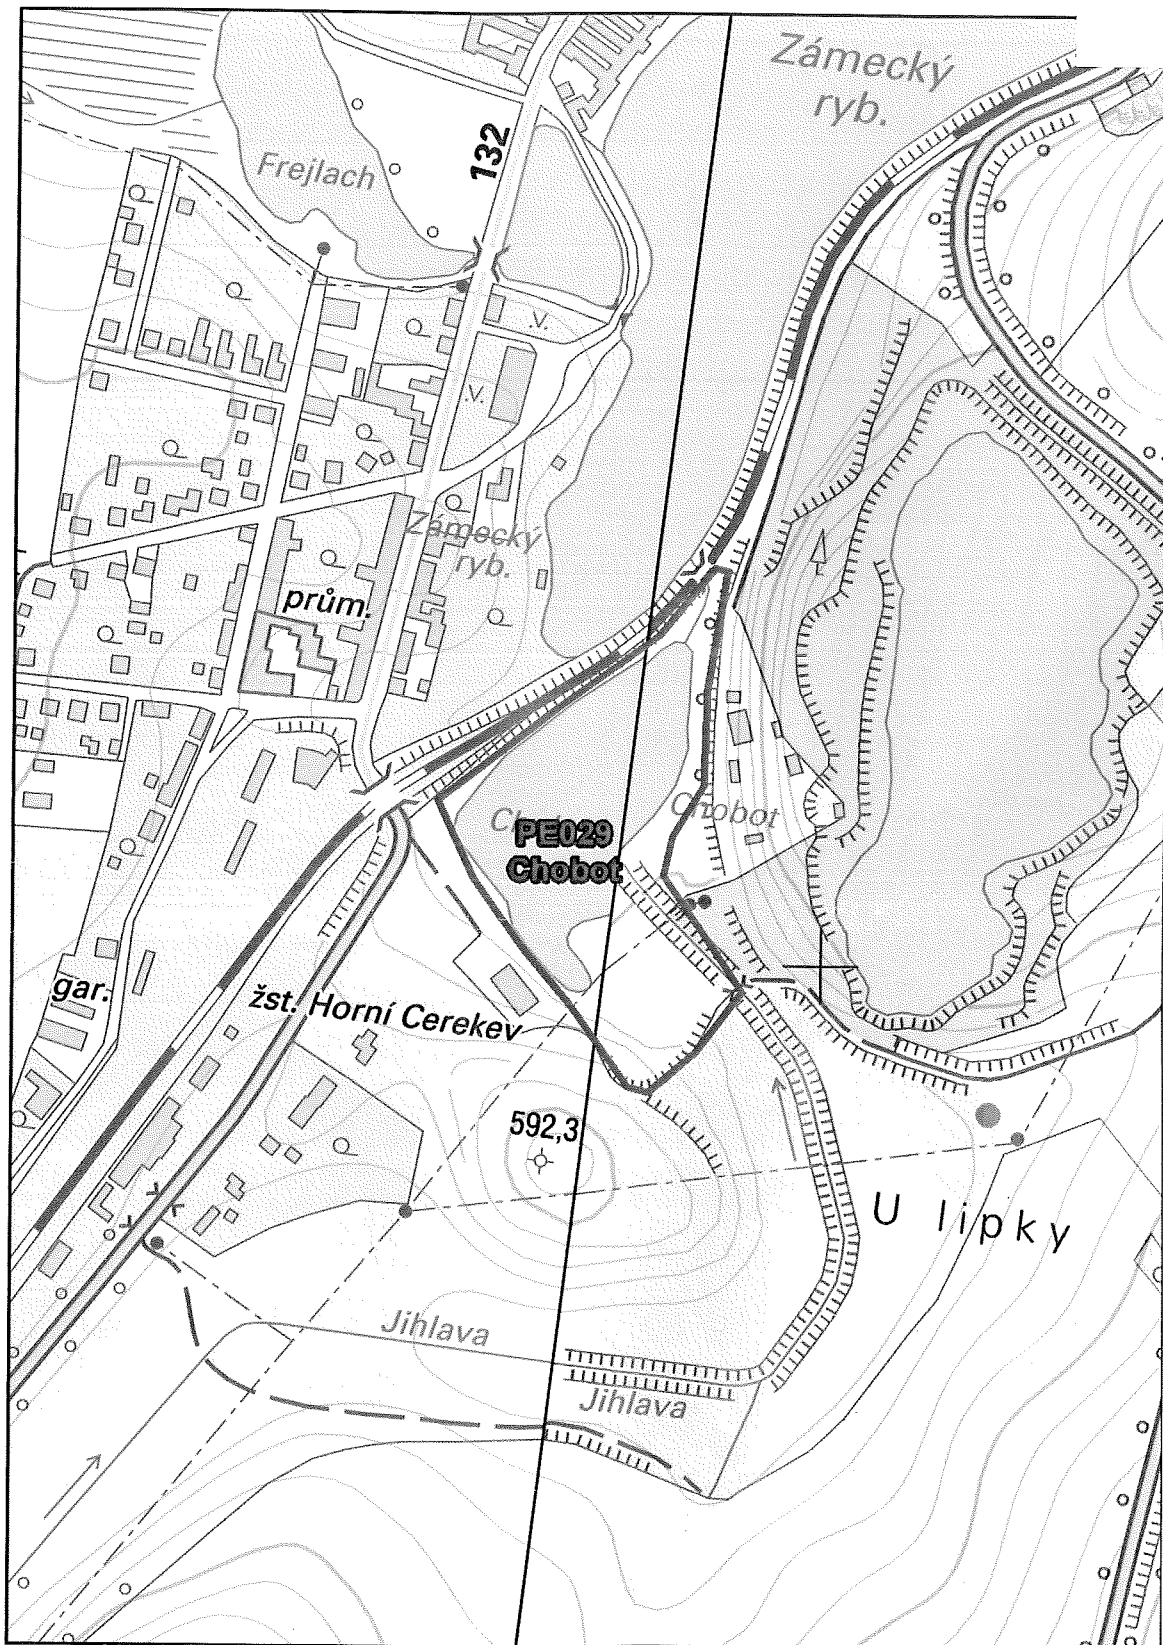 Zámecký
ryb.
132
Frejlach
.V.
.V.
Zámecký
ryb.
prům.
Chobot
PE029
Chobot
gar.
žst. Horní Cerekev
592,3
U lipky
Jihlava
Jihlava